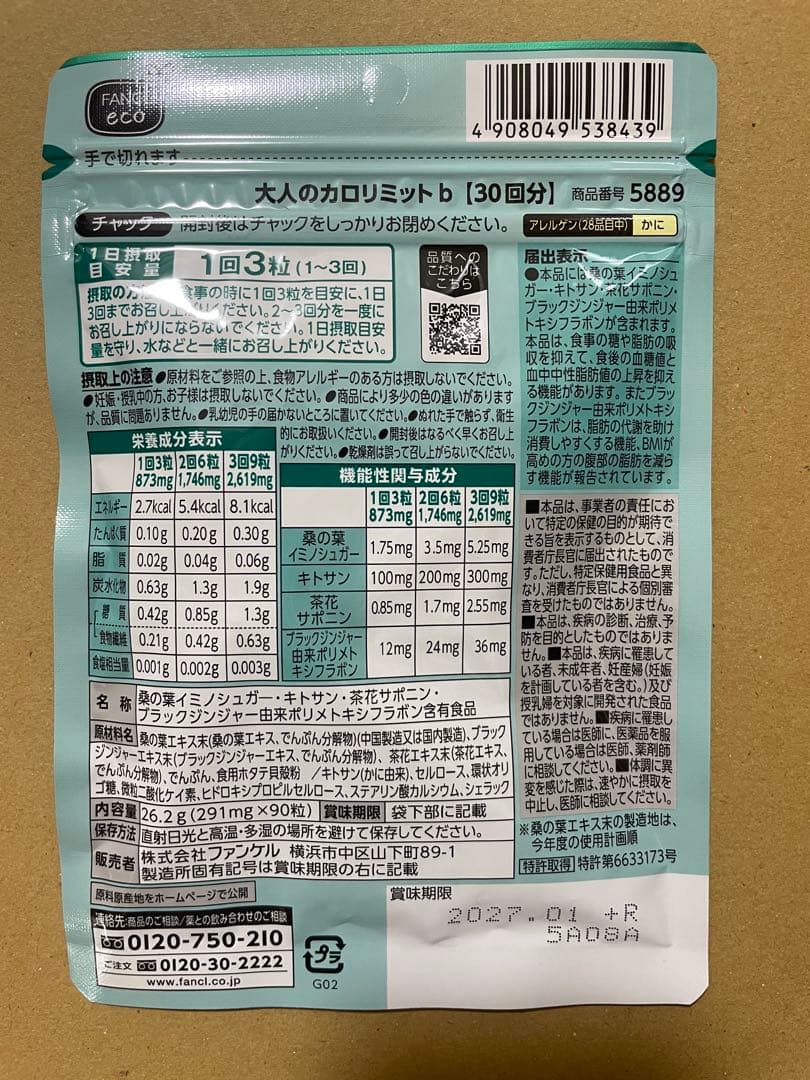 FANCL
eco
4 908049 538439
手で切れます
大人のカロリミットb【30回分】 商品番号 5889
チャック 開封後はチャックをしっかりお閉めください。
アレルゲン(28品目中) かに
1日摂取
目安量
1回3粒(1~3回)
摂取の方法 食事の時に1回3粒を目安に、1日
3回までお召し上がりください。2~3回分を一度に
お召し上がりにならないでください。1日摂取目安
量を守り、水などと一緒にお召し上がりください。
品質への
こだわりは
こちら
届出表示
●本品には桑の葉イミノシュ
ガー・キトサン・茶花サポニン・
ブラックジンジャー由来ポリメ
トキシフラボンが含まれます。
本品は、食事の糖や脂肪の吸
収を抑えて、食後の血糖値と
血中中性脂肪値の上昇を抑え
る機能があります。またブラッ
クジンジャー由来ポリメトキシ
フラボンは、脂肪の代謝を助け
消費しやすくする機能、BMIが
高めの方の腹部の脂肪を減ら
す機能が報告されています。
摂取上の注意 ●原材料をご参照の上、食物アレルギーのある方は摂取しないでください。
●妊娠・授乳中の方、お子様は摂取しないでください。●商品により多少の色の違いがあります
が、品質に問題ありません。●乳幼児の手の届かないところに置いてください。●ぬれた手で触らず、衛生
的にお取扱いください。●開封後はなるべく早くお召し上
がりください。●乾燥剤は誤って召し上がらないでください。
栄養成分表示
1回3粒 2回6粒 3回9粒
873mg 1,746mg 2,619mg
エネルギー 2.7kcal 5.4kcal 8.1kcal
たんぱく質 0.10g 0.20g 0.30g
脂質 0.02g 0.04g 0.06g
炭水化物 0.63g 1.3g 1.9g
糖質 0.42g 0.85g 1.3g
食物繊維 0.21g 0.42g 0.63g
食塩相当量 0.001g 0.002g 0.003g
機能性関与成分
1回3粒 2回6粒 3回9粒
873mg 1,746mg 2,619mg
桑の葉
イミノシュガー 1.75mg 3.5mg 5.25mg
キトサン 100mg 200mg 300mg
茶花
サポニン 0.85mg 1.7mg 2.55mg
ブラックジンジャー
由来ポリメト
キシフラボン 12mg 24mg 36mg
■本品は、事業者の責任にお
いて特定の保健の目的が期待で
きる旨を表示するものとして、消
費者庁長官に届出されたもので
す。ただし、特定保健用食品と異
なり、消費者庁長官による個別審
査を受けたものではありません。
■本品は、疾病の診断、治療、予
防を目的としたものではありま
せん。■本品は、疾病に罹患して
いる者、未成年者、妊産婦(妊娠
を計画している者を含む。)及び
授乳婦を対象に開発された食品
ではありません。■疾病に罹患し
ている場合は医師に、医薬品を服
用している場合は医師、薬剤師
に相談してください。■体調に異
変を感じた際は、速やかに摂取を
中止し、医師に相談してください。
※桑の葉エキス末の製造地は、
今年度の使用計画順
特許取得 特許第6633173号
名称 桑の葉イミノシュガー・キトサン・茶花サポニン・
ブラックジンジャー由来ポリメトキシフラボン含有食品
原材料名 桑の葉エキス末(桑の葉エキス、でんぷん分解物)(中国製造又は国内製造)、ブラック
ジンジャーエキス末(ブラックジンジャーエキス、でんぷん分解物)、茶花エキス末(茶花エキス、
でんぷん分解物)、でんぷん、食用ホタテ貝殻粉 /キトサン(かに由来)、セルロース、環状オリ
ゴ糖、微粒二酸化ケイ素、ヒドロキシプロピルセルロース、ステアリン酸カルシウム、シェラック
内容量 26.2g(291mg×90粒) 賞味期限 袋下部に記載
保存方法 直射日光と高温・多湿の場所を避けて保存してください。
販売者 株式会社ファンケル 横浜市中区山下町89-1
製造所固有記号は賞味期限の右に記載
原料原産地をホームページで公開
連絡先:商品のご相談/薬との飲み合わせのご相談
0120-750-210
ご注文 0120-30-2222
www.fancl.co.jp
プラ
G02
賞味期限
2027.01 +R
5A08A